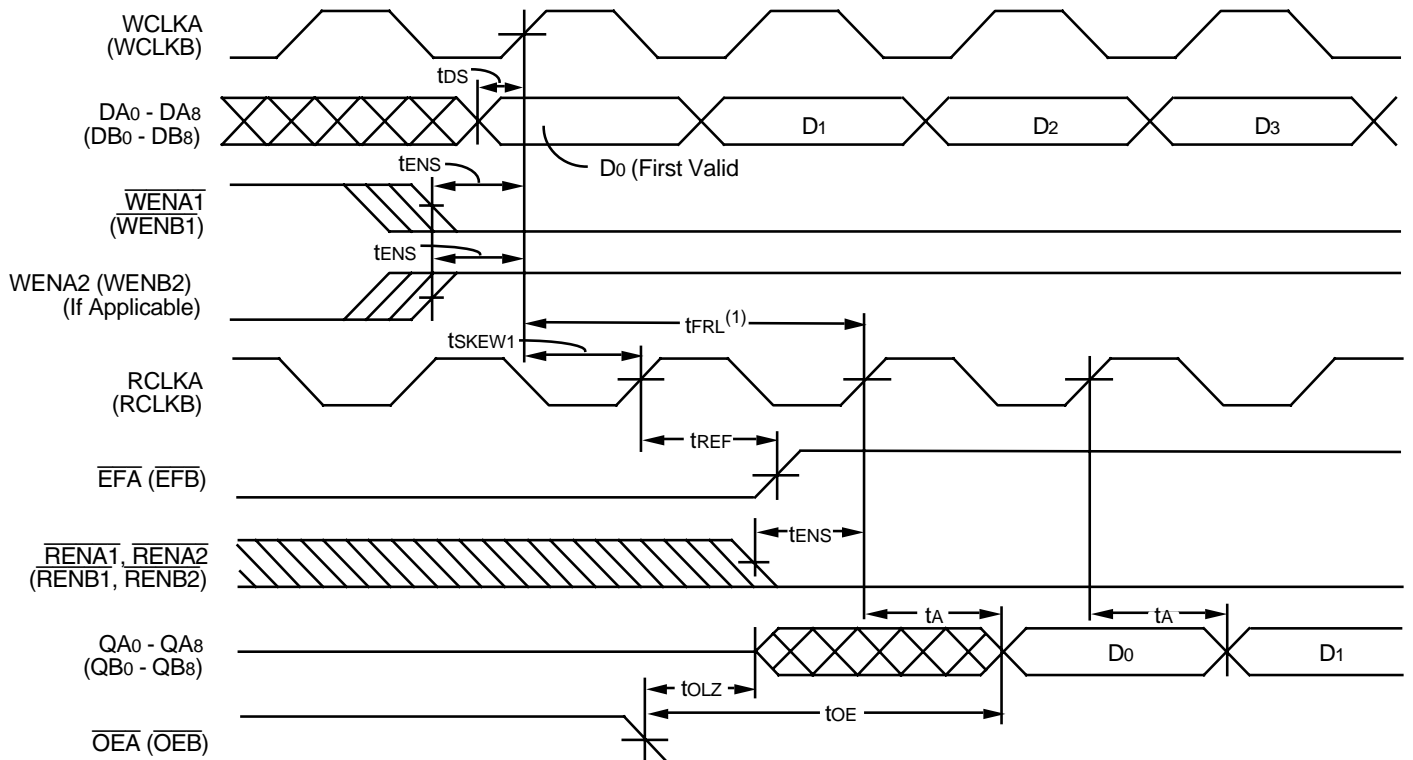 WCLKA
(WCLKB)
tDS
DA0 - DA8
(DB0 - DB8)
D1
D2
D3
D0 (First Valid
tENS
WENA1
(WENB1)
tENS
WENA2 (WENB2)
(If Applicable)
tFRL(1)
tSKEW1
RCLKA
(RCLKB)
tREF
EFA (EFB)
tENS
RENA1, RENA2
(RENB1, RENB2)
tA
tA
QA0 - QA8
(QB0 - QB8)
D0
D1
tOLZ
tOE
OEA (OEB)